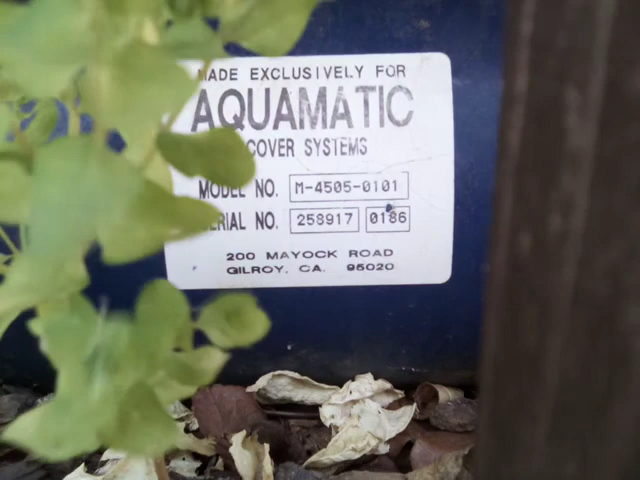 MADE EXCLUSIVELY FOR
AQUAMATIC
COVER SYSTEMS
MODEL NO. M-4505-0101
SERIAL NO. 258917 0186
200 MAYOCK ROAD
GILROY, CA. 95020